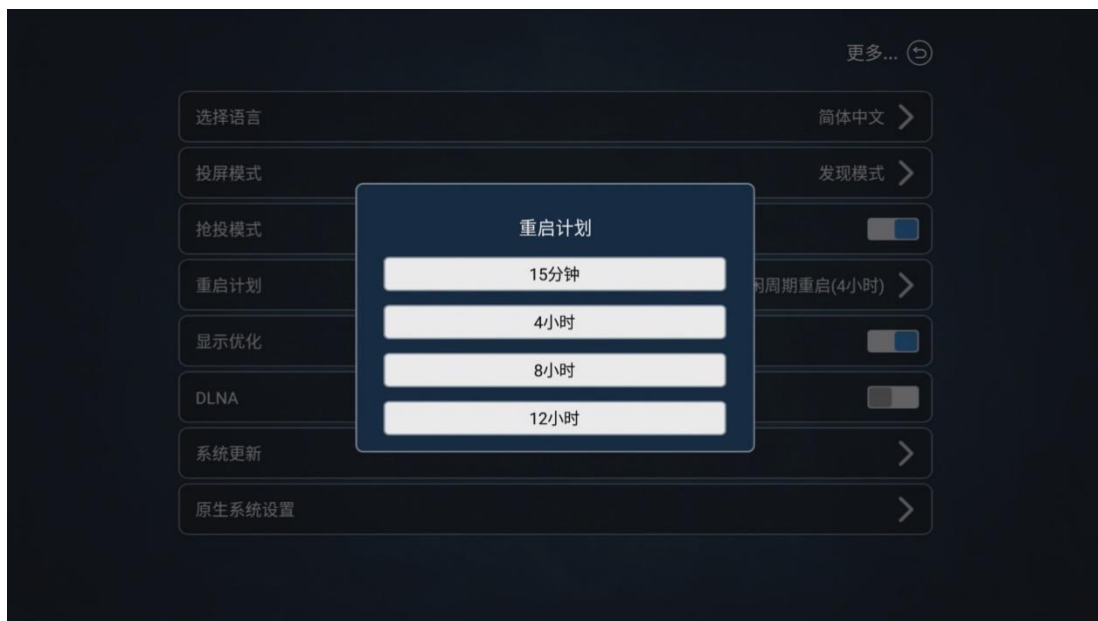 更多...
选择语言
简体中文
投屏模式
发现模式
抢投模式
重启计划
周期重启(4小时)
显示优化
DLNA
系统更新
原生系统设置
重启计划
15分钟
4小时
8小时
12小时